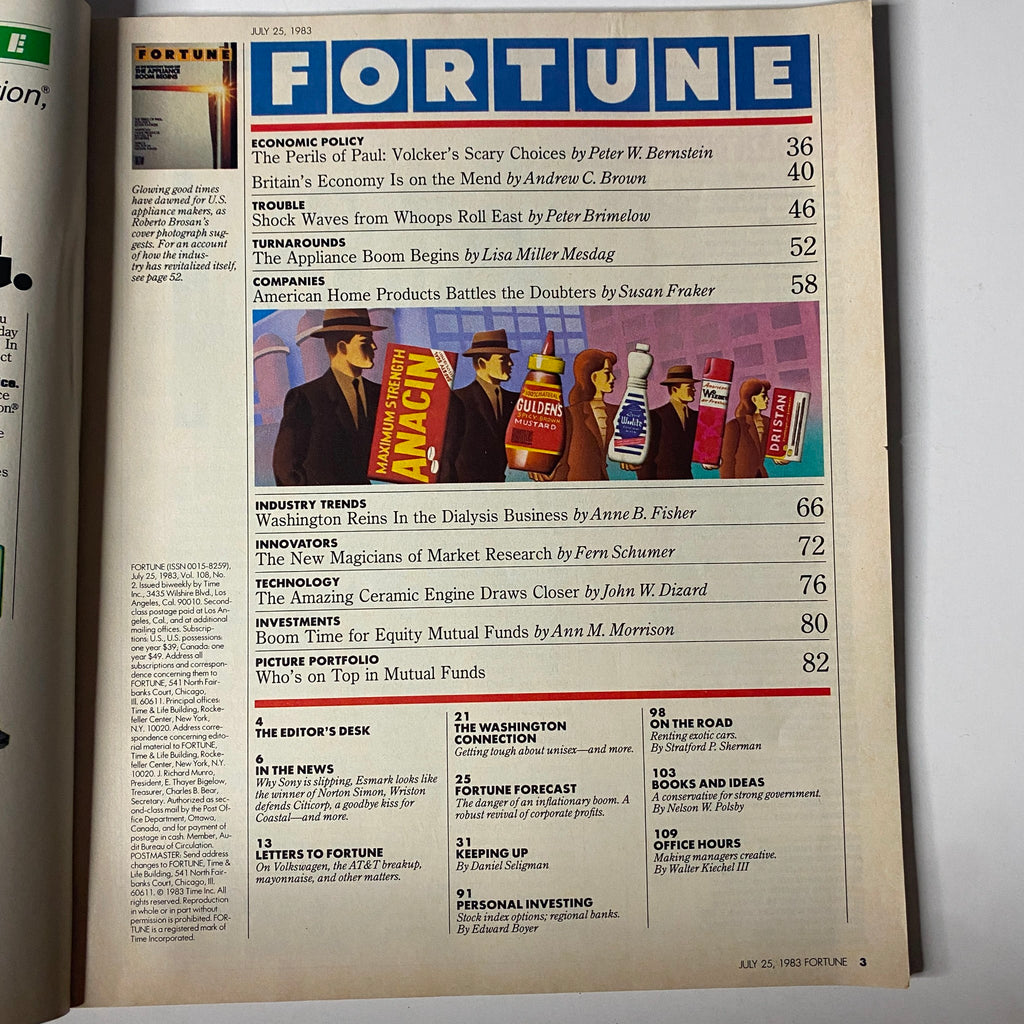 E
ion,®
FORTUNE
THE APPLIANCE
BOOM BEGINS
Glowing good times
have dawned for U.S.
appliance makers, as
Roberto Brosan's
cover photograph sug-
gests. For an account
of how the indus-
try has revitalized itself,
see page 52.
JULY 25, 1983
FORTUNE
ECONOMIC POLICY
The Perils of Paul: Volcker's Scary Choices by Peter W. Bernstein 36
Britain's Economy Is on the Mend by Andrew C. Brown 40
TROUBLE
Shock Waves from Whoops Roll East by Peter Brimelow 46
TURNAROUNDS
The Appliance Boom Begins by Lisa Miller Mesdag 52
COMPANIES
American Home Products Battles the Doubters by Susan Fraker 58
MAXIMUM STRENGTH
ANACIN
100% NATURAL
GULDEN'S
SPICY BROWN
MUSTARD
Woolite
American
Wizard
DRISTAN
INDUSTRY TRENDS
Washington Reins In the Dialysis Business by Anne B. Fisher 66
INNOVATORS
The New Magicians of Market Research by Fern Schumer 72
TECHNOLOGY
The Amazing Ceramic Engine Draws Closer by John W. Dizard 76
INVESTMENTS
Boom Time for Equity Mutual Funds by Ann M. Morrison 80
PICTURE PORTFOLIO
Who's on Top in Mutual Funds 82
FORTUNE (ISSN 0015-8259),
July 25, 1983, Vol. 108, No.
2. Issued biweekly by Time
Inc., 3435 Wilshire Blvd., Los
Angeles, Cal. 90010. Second-
class postage paid at Los An-
geles, Cal., and at additional
mailing offices. Subscrip-
tions: U.S., U.S. possessions:
one year $39; Canada: one
year $49. Address all
subscriptions and correspon-
dence concerning them to
FORTUNE, 541 North Fair-
banks Court, Chicago,
Ill. 60611. Principal offices:
Time & Life Building, Rocke-
feller Center, New York,
N.Y. 10020. Address corre-
spondence concerning edito-
rial material to FORTUNE,
Time & Life Building, Rocke-
feller Center, New York, N.Y.
10020. J. Richard Munro,
President, E. Thayer Bigelow,
Treasurer, Charles B. Bear,
Secretary. Authorized as sec-
ond-class mail by the Post Of-
fice Department, Ottawa,
Canada, and for payment of
postage in cash. Member, Au-
dit Bureau of Circulation.
POSTMASTER: Send address
changes to FORTUNE, Time &
Life Building, 541 North Fair-
banks Court, Chicago, Ill.
60611. © 1983 Time Inc. All
rights reserved. Reproduction
in whole or in part without
permission is prohibited. FOR-
TUNE is a registered mark of
Time Incorporated.
4
THE EDITOR'S DESK
6
IN THE NEWS
Why Sony is slipping, Esmark looks like
the winner of Norton Simon, Wriston
defends Citicorp, a goodbye kiss for
Coastal—and more.
13
LETTERS TO FORTUNE
On Volkswagen, the AT&T breakup,
mayonnaise, and other matters.
21
THE WASHINGTON
CONNECTION
Getting tough about unisex—and more.
25
FORTUNE FORECAST
The danger of an inflationary boom. A
robust revival of corporate profits.
31
KEEPING UP
By Daniel Seligman
91
PERSONAL INVESTING
Stock index options; regional banks.
By Edward Boyer
98
ON THE ROAD
Renting exotic cars.
By Stratford P. Sherman
103
BOOKS AND IDEAS
A conservative for strong government.
By Nelson W. Polsby
109
OFFICE HOURS
Making managers creative.
By Walter Kiechel III
JULY 25, 1983 FORTUNE 3